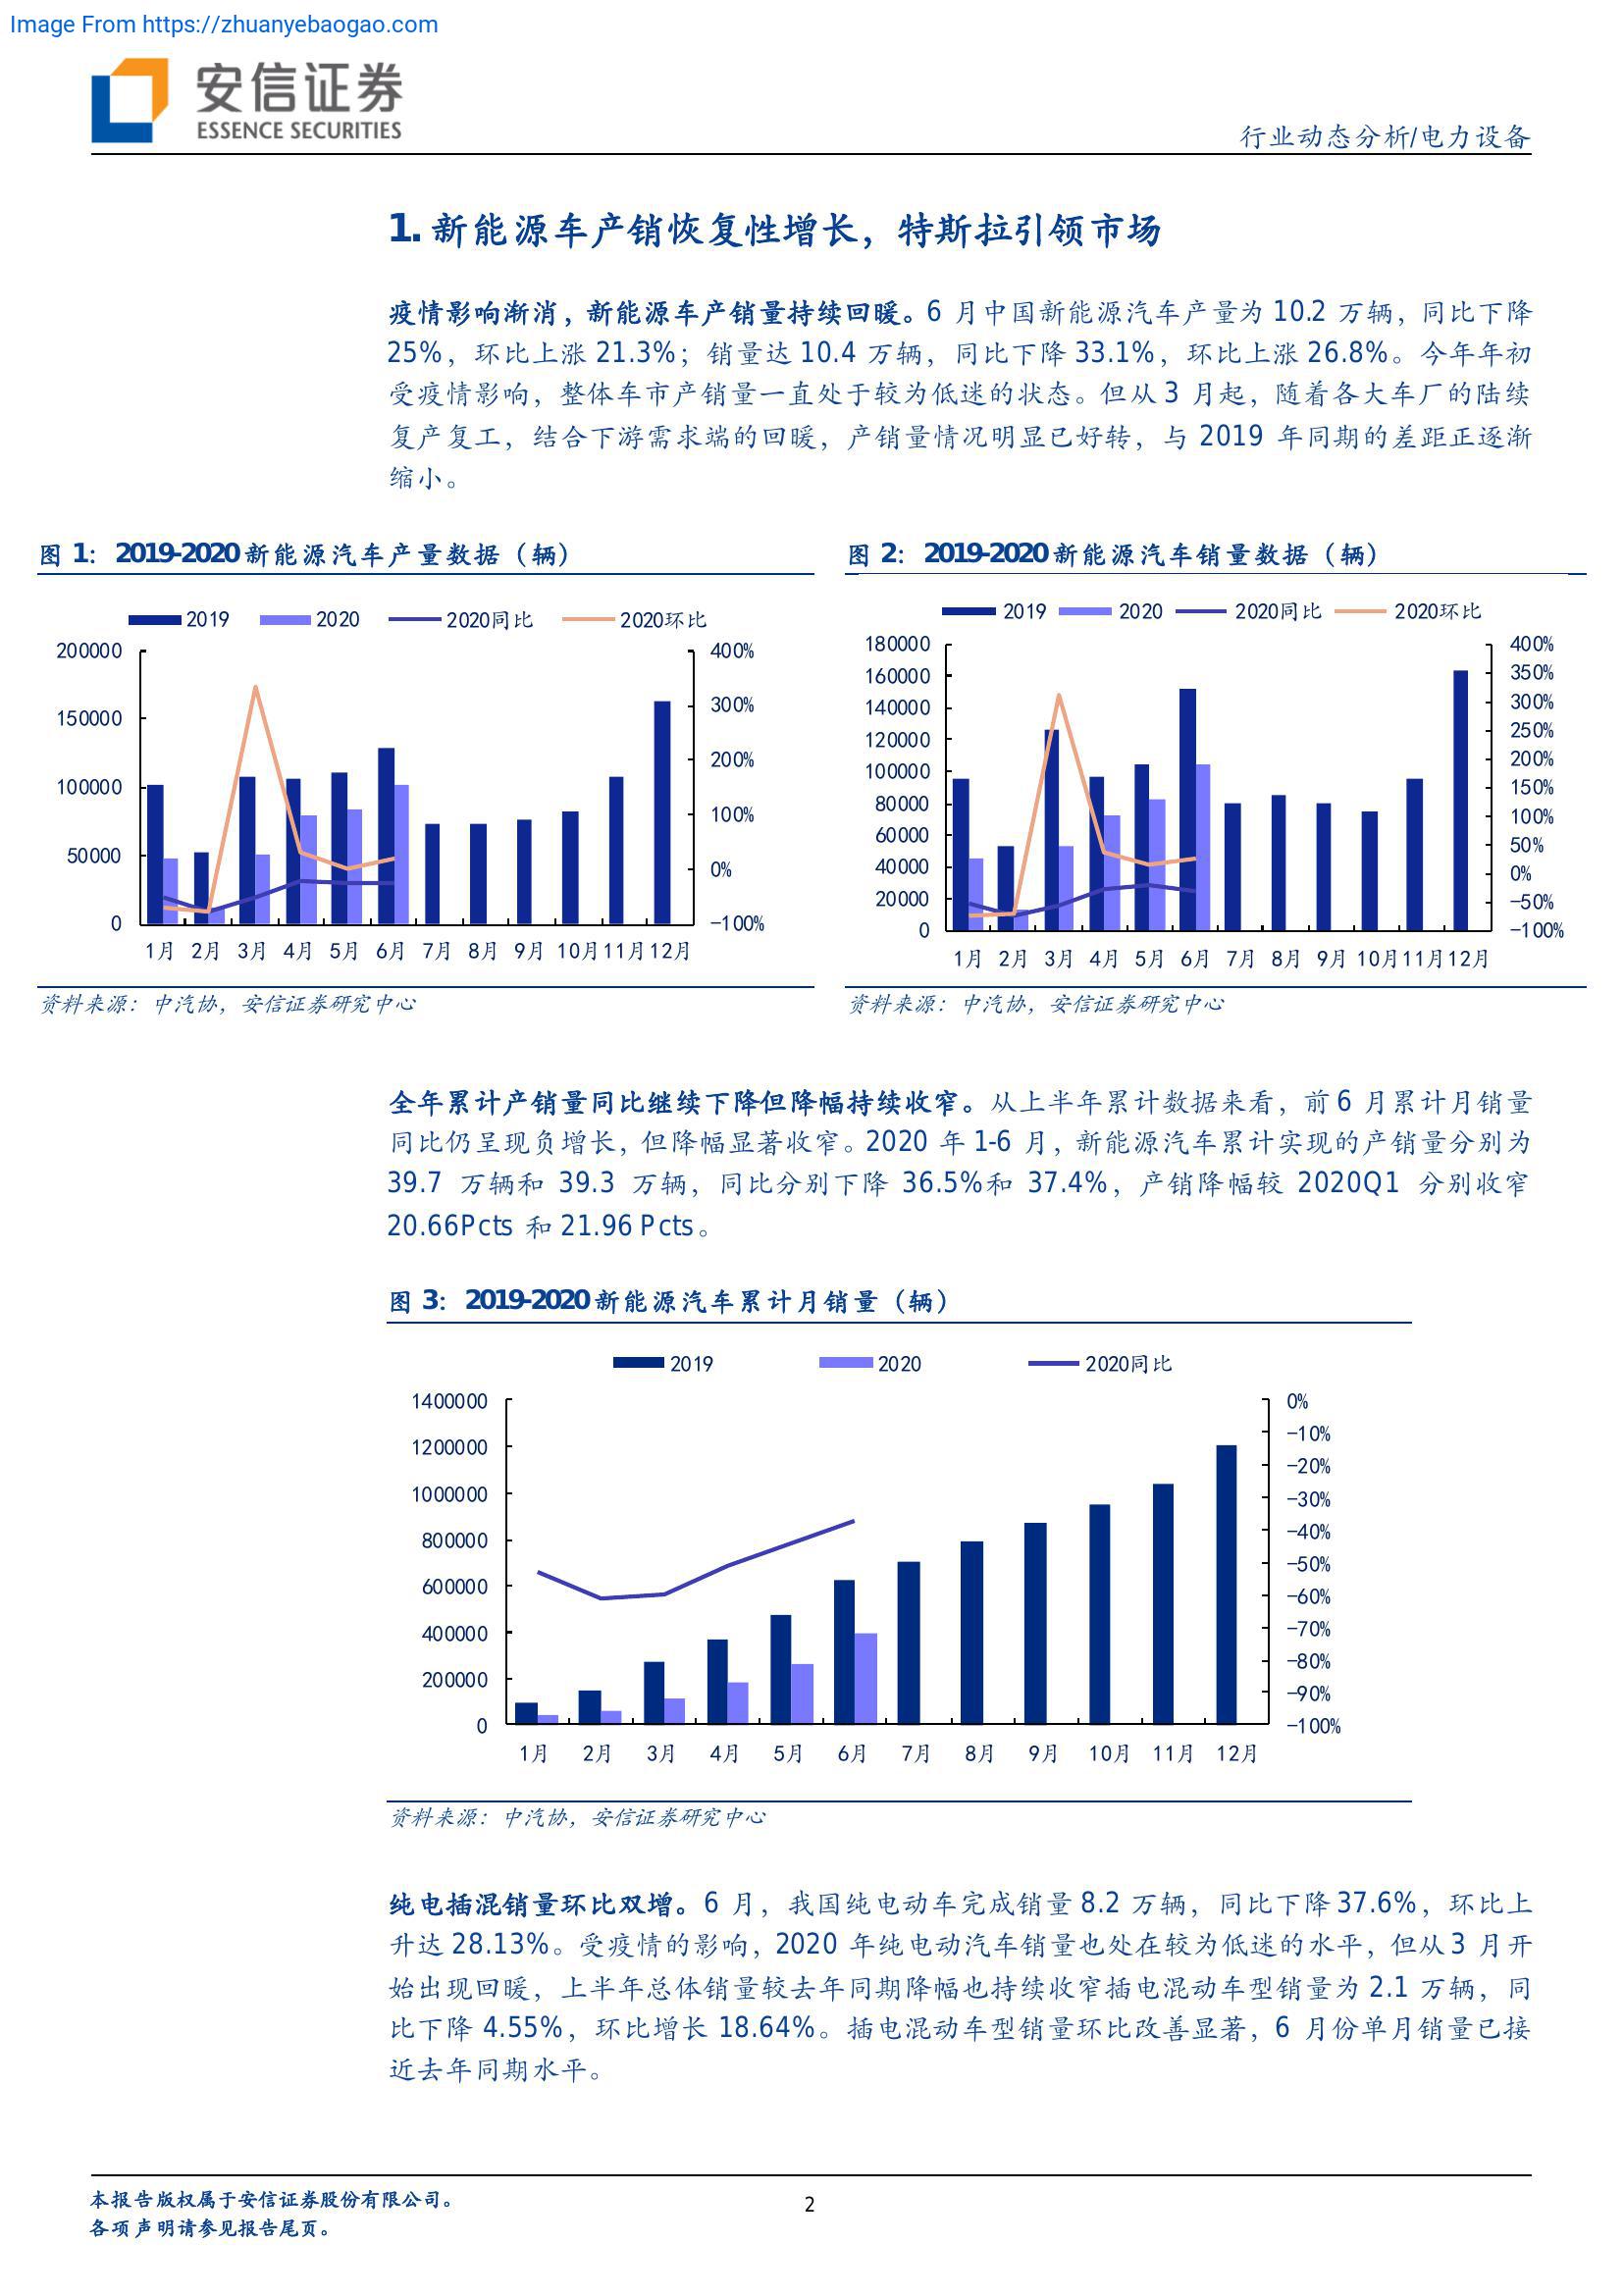 Image From https://zhuanyebaogao.com
安信证券
ESSENCE SECURITIES
行业动态分析/电力设备
1. 新能源车产销恢复性增长，特斯拉引领市场
疫情影响渐消，新能源车产销量持续回暖。6 月中国新能源汽车产量为 10.2 万辆，同比下降
25%，环比上涨 21.3%；销量达 10.4 万辆，同比下降 33.1%，环比上涨 26.8%。今年年初
受疫情影响，整体车市产销量一直处于较为低迷的状态。但从 3 月起，随着各大车厂的陆续
复产复工，结合下游需求端的回暖，产销量情况明显已好转，与 2019 年同期的差距正逐渐
缩小。
图 1：2019-2020 新能源汽车产量数据（辆）
2019 2020 2020同比 2020环比
200000
150000
100000
50000
0
400%
300%
200%
100%
0%
-100%
1月 2月 3月 4月 5月 6月 7月 8月 9月 10月 11月 12月
资料来源：中汽协，安信证券研究中心
图 2：2019-2020 新能源汽车销量数据（辆）
2019 2020 2020同比 2020环比
180000
160000
140000
120000
100000
80000
60000
40000
20000
0
400%
350%
300%
250%
200%
150%
100%
50%
0%
-50%
-100%
1月 2月 3月 4月 5月 6月 7月 8月 9月 10月 11月 12月
资料来源：中汽协，安信证券研究中心
全年累计产销量同比继续下降但降幅持续收窄。从上半年累计数据来看，前 6 月累计月销量
同比仍呈现负增长，但降幅显著收窄。2020 年 1-6 月，新能源汽车累计实现的产销量分别为
39.7 万辆和 39.3 万辆，同比分别下降 36.5%和 37.4%，产销降幅较 2020Q1 分别收窄
20.66Pcts 和 21.96 Pcts。
图 3：2019-2020 新能源汽车累计月销量（辆）
2019 2020 2020同比
1400000
1200000
1000000
800000
600000
400000
200000
0
0%
-10%
-20%
-30%
-40%
-50%
-60%
-70%
-80%
-90%
-100%
1月 2月 3月 4月 5月 6月 7月 8月 9月 10月 11月 12月
资料来源：中汽协，安信证券研究中心
纯电插混销量环比双增。6 月，我国纯电动车完成销量 8.2 万辆，同比下降 37.6%，环比上
升达 28.13%。受疫情的影响，2020 年纯电动汽车销量也处在较为低迷的水平，但从 3 月开
始出现回暖，上半年总体销量较去年同期降幅也持续收窄插电混动车型销量为 2.1 万辆，同
比下降 4.55%，环比增长 18.64%。插电混动车型销量环比改善显著，6 月份单月销量已接
近去年同期水平。
本报告版权属于安信证券股份有限公司。
各项声明请参见报告尾页。
2